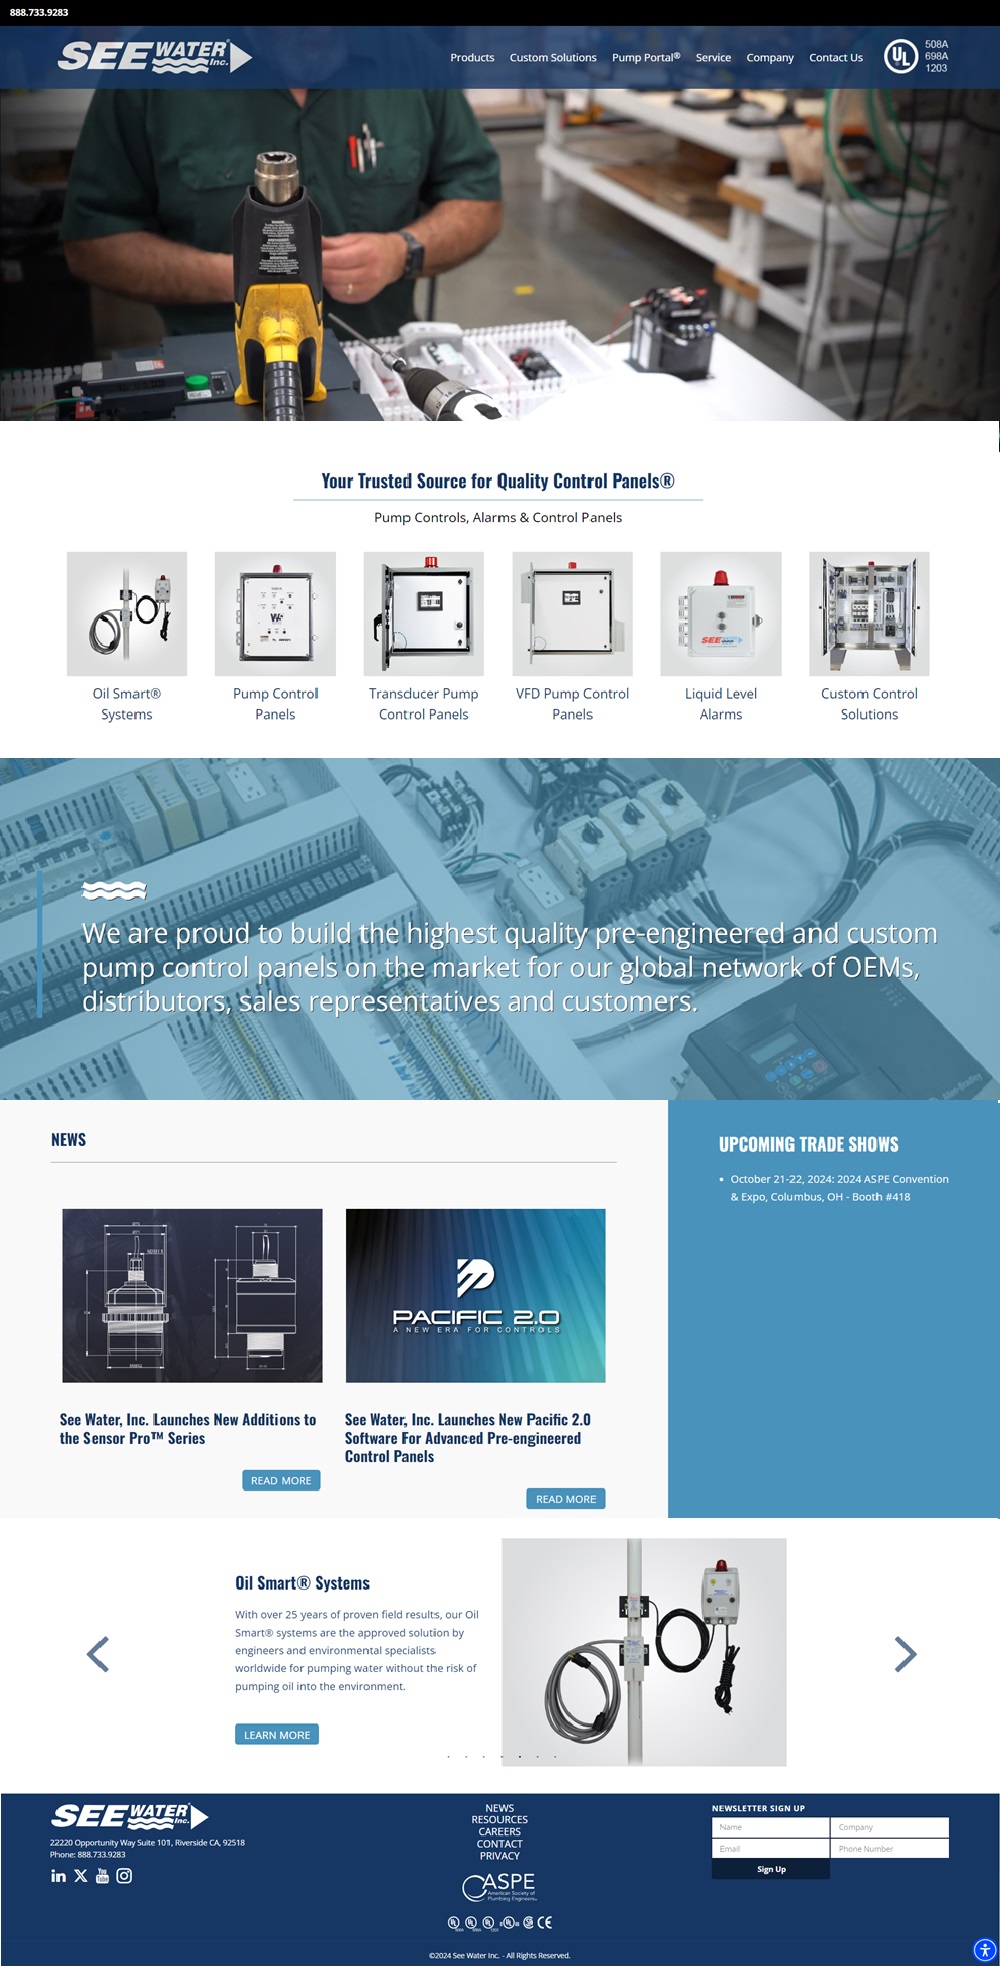 888.733.9283
SEE WATER Inc.
Products Custom Solutions Pump Portal® Service Company Contact Us
UL 508A
698A
1203
Your Trusted Source for Quality Control Panels®
Pump Controls, Alarms & Control Panels
Oil Smart®
Systems
Pump Control
Panels
Transducer Pump
Control Panels
VFD Pump Control
Panels
Liquid Level
Alarms
Custom Control
Solutions
We are proud to build the highest quality pre-engineered and custom
pump control panels on the market for our global network of OEMs,
distributors, sales representatives and customers.
NEWS
PACIFIC 2.0
A NEW ERA FOR CONTROLS
See Water, Inc. Launches New Additions to
the Sensor Pro™ Series
READ MORE
See Water, Inc. Launches New Pacific 2.0
Software For Advanced Pre-engineered
Control Panels
READ MORE
UPCOMING TRADE SHOWS
• October 21-22, 2024: 2024 ASPE Convention
& Expo, Columbus, OH - Booth #418
Oil Smart® Systems
With over 25 years of proven field results, our Oil
Smart® systems are the approved solution by
engineers and environmental specialists
worldwide for pumping water without the risk of
pumping oil into the environment.
LEARN MORE
SEE WATER Inc.
22220 Opportunity Way Suite 101, Riverside CA, 92518
Phone: 888.733.9283
NEWS
RESOURCES
CAREERS
CONTACT
PRIVACY
ASPE
American Society of
Plumbing Engineers
NEWSLETTER SIGN UP
Name Company
Email Phone Number
Sign Up
©2024 See Water Inc. - All Rights Reserved.